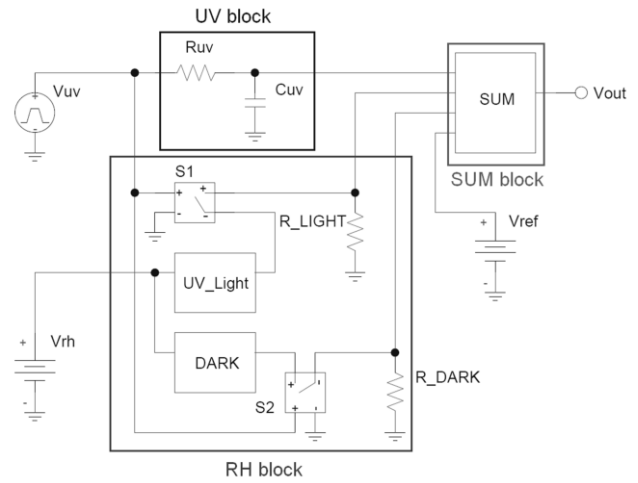 UV block
Ruv
Cuv
Vuv
+
-
SUM
Vout
SUM block
S1
+
+
-
-
R_LIGHT
+
Vref
-
UV_Light
+
Vrh
-
DARK
+
-
+
-
S2
R_DARK
RH block